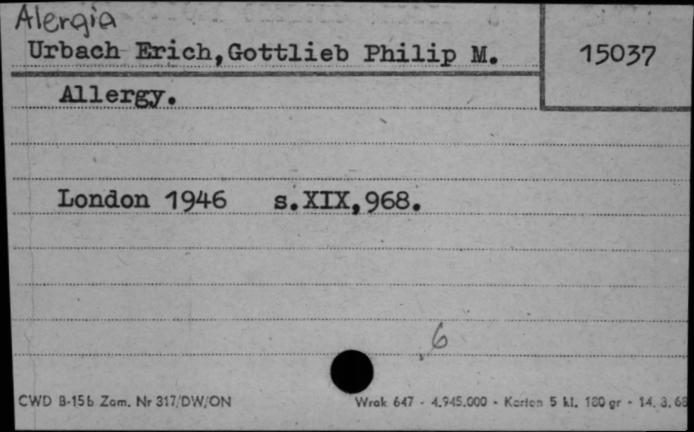 Alergia
Urbach Erich,Gottlieb Philip M.
15037
Allergy.
London 1946 s.XIX,968.
6
CWD B-15b Zam. Nr 317/DW/ON
Wrak 647 - 4.945.000 - Karton 5 kl. 180 gr - 14. 3. 68